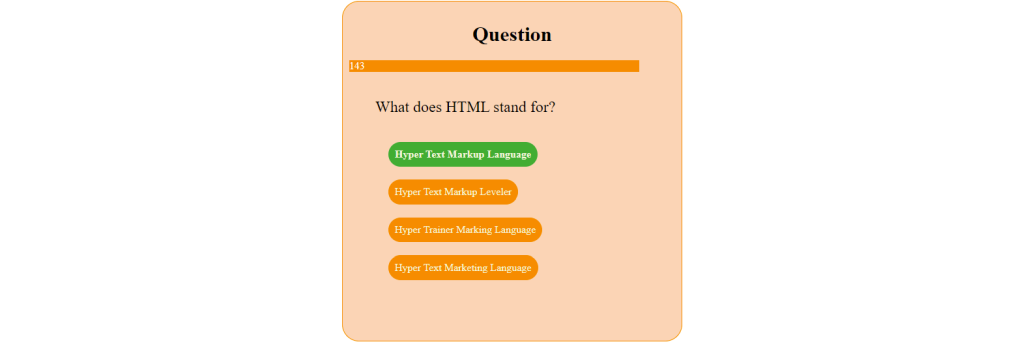 Question
143
What does HTML stand for?
Hyper Text Markup Language
Hyper Text Markup Leveler
Hyper Trainer Marking Language
Hyper Text Marketing Language